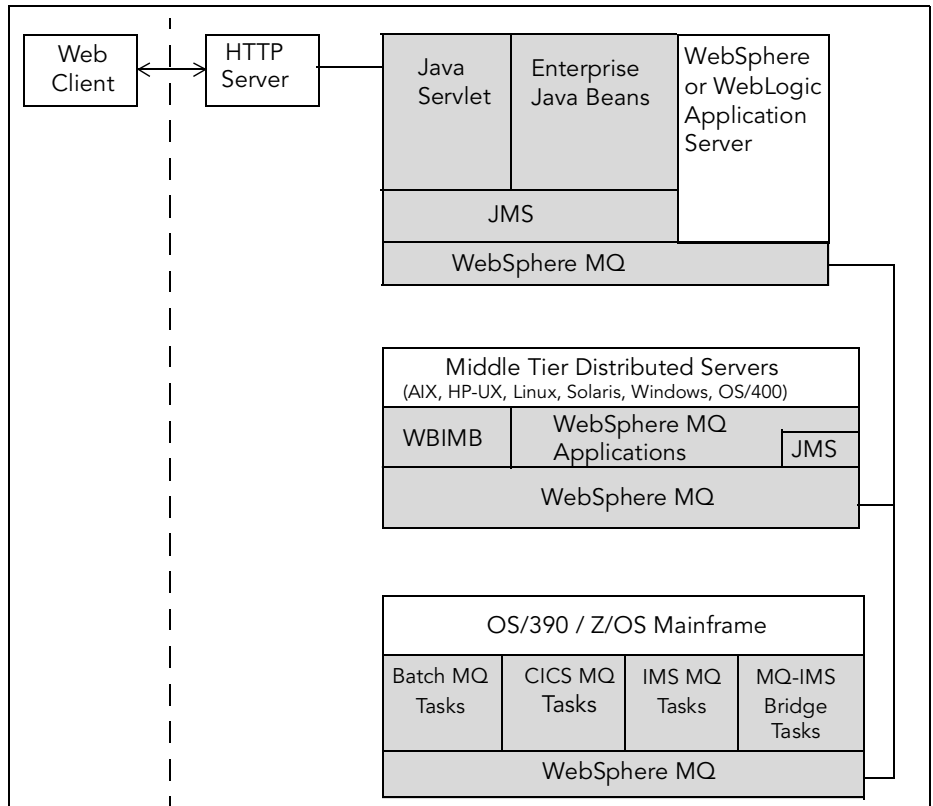 Web
Client
HTTP
Server
Java
Servlet
Enterprise
Java Beans
WebSphere
or WebLogic
Application
Server
JMS
WebSphere MQ
Middle Tier Distributed Servers
(AIX, HP-UX, Linux, Solaris, Windows, OS/400)
WBIMB
WebSphere MQ
Applications
JMS
WebSphere MQ
OS/390 / Z/OS Mainframe
Batch MQ
Tasks
CICS MQ
Tasks
IMS MQ
Tasks
MQ-IMS
Bridge
Tasks
WebSphere MQ